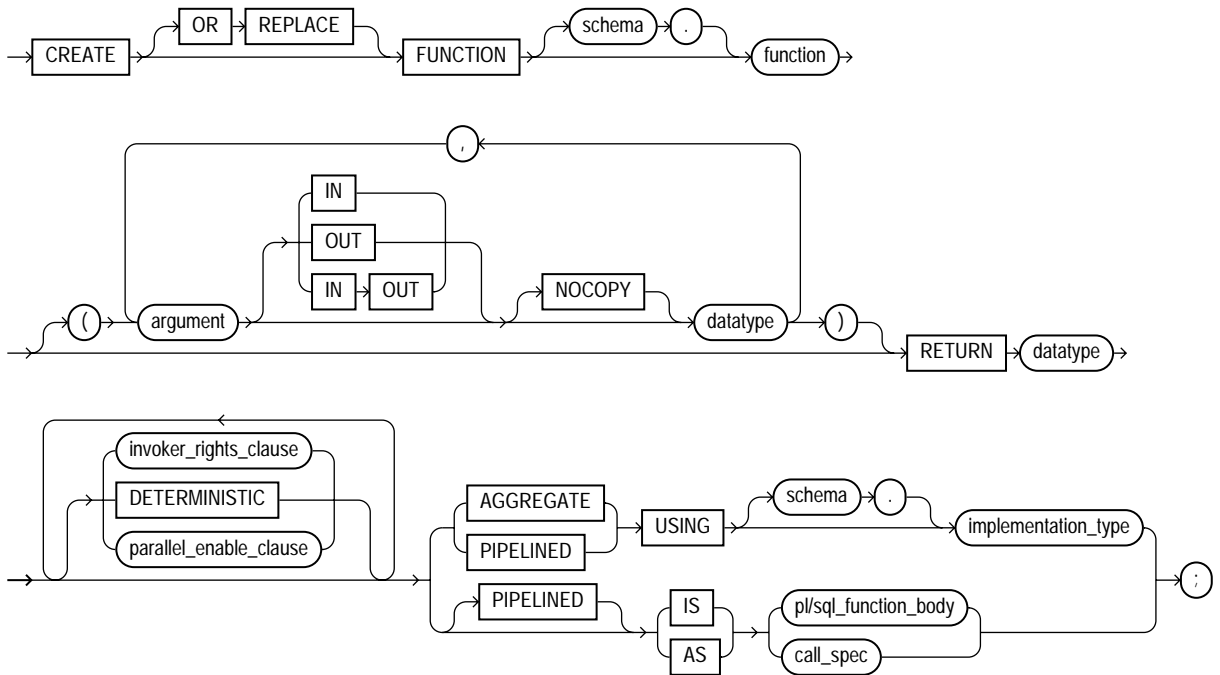 OR REPLACE schema .
CREATE FUNCTION function
,
IN
OUT
IN OUT NOCOPY
( argument datatype )
RETURN datatype
invoker_rights_clause
DETERMINISTIC
parallel_enable_clause
AGGREGATE
PIPELINED
USING
schema .
implementation_type
PIPELINED
IS
AS
pl/sql_function_body
call_spec
;